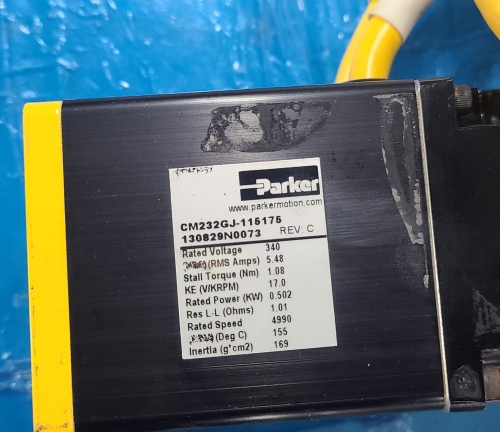 Parker
www.parkermotion.com
CM232GJ-115175
130829N0073 REV: C
Rated Voltage 340
(RMS Amps) 5.48
Stall Torque (Nm) 1.08
KE (V/KRPM) 17.0
Rated Power (KW) 0.502
Res L-L (Ohms) 1.01
Rated Speed 4990
(Deg C) 155
Inertia (g*cm2) 169